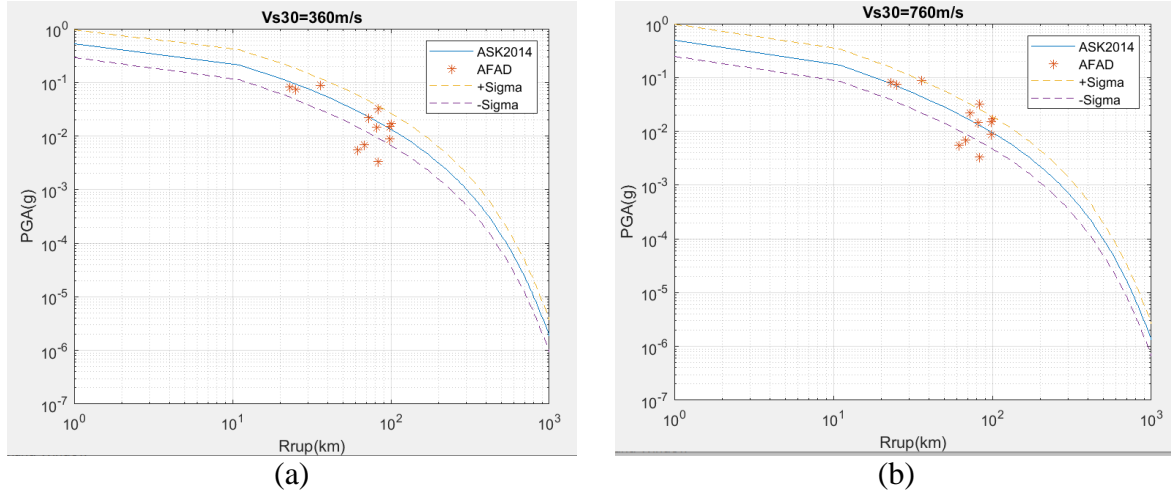 Vs30=360m/s
PGA(g)
10^0
10^-1
10^-2
10^-3
10^-4
10^-5
10^-6
10^-7
ASK2014
AFAD
+Sigma
-Sigma
10^0 10^1 10^2 10^3
Rrup(km)
(a)
Vs30=760m/s
PGA(g)
10^0
10^-1
10^-2
10^-3
10^-4
10^-5
10^-6
10^-7
ASK2014
AFAD
+Sigma
-Sigma
10^0 10^1 10^2 10^3
Rrup(km)
(b)